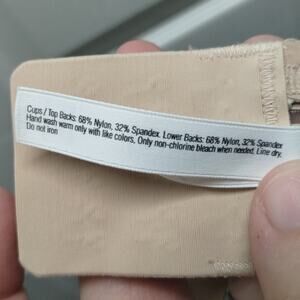 Cups / Top Backs: 68% Nylon, 32% Spandex. Lower Backs: 68% Nylon, 32% Spandex
Hand wash warm only with like colors, Only non-chlorine bleach when needed. Line dry.
Do not iron